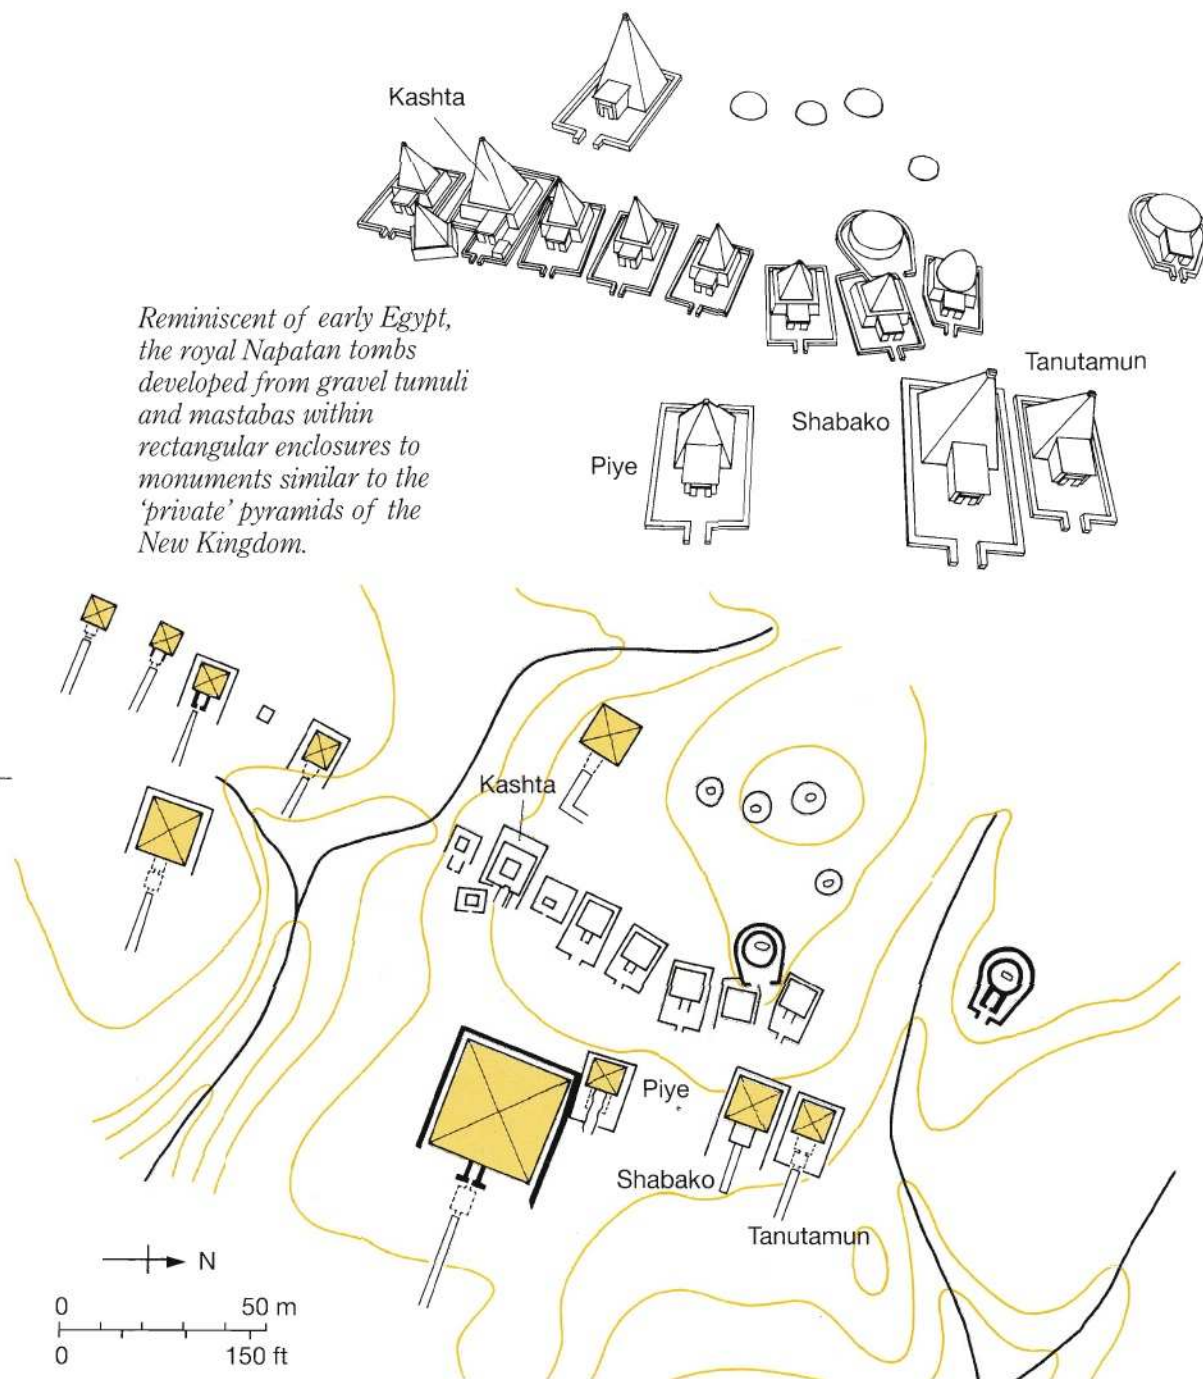 Kashta
Reminiscent of early Egypt,
the royal Napatan tombs
developed from gravel tumuli
and mastabas within
rectangular enclosures to
monuments similar to the
‘private’ pyramids of the
New Kingdom.
Tanutamun
Shabako
Piye
Kashta
Piye
Shabako
Tanutamun
N
0 50 m
0 150 ft